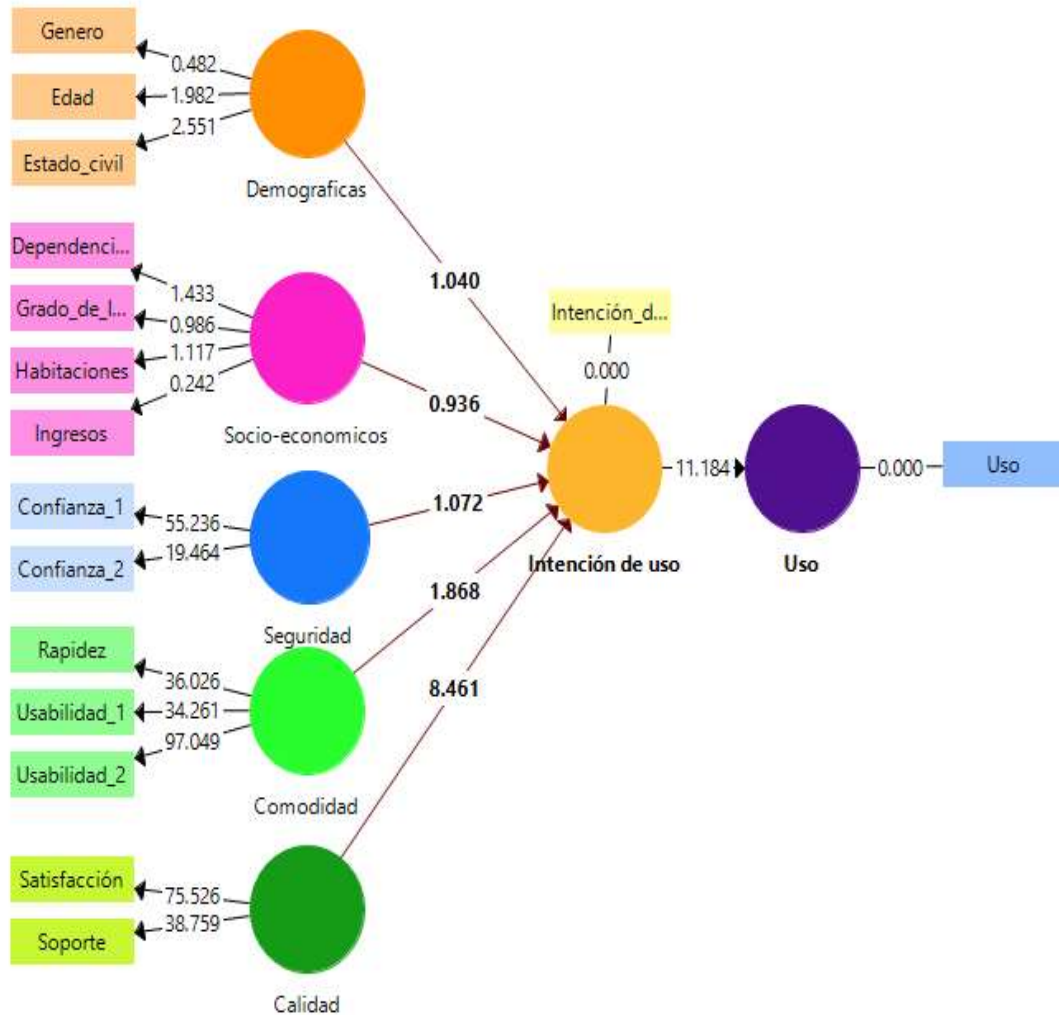 Genero
0.482
Edad
1.982
2.551
Estado_civil
Demograficas
Dependenci...
1.433
Grado_de_l...
0.986
Habitaciones
1.117
0.242
Ingresos
Socio-economicos
Confianza_1
55.236
19.464
Confianza_2
Seguridad
Rapidez
36.026
Usabilidad_1
34.261
97.049
Usabilidad_2
Comodidad
Satisfacción
75.526
38.759
Soporte
Calidad
1.040
0.936
1.072
1.868
8.461
Intención_d...
0.000
Intención de uso
11.184
Uso
0.000
Uso